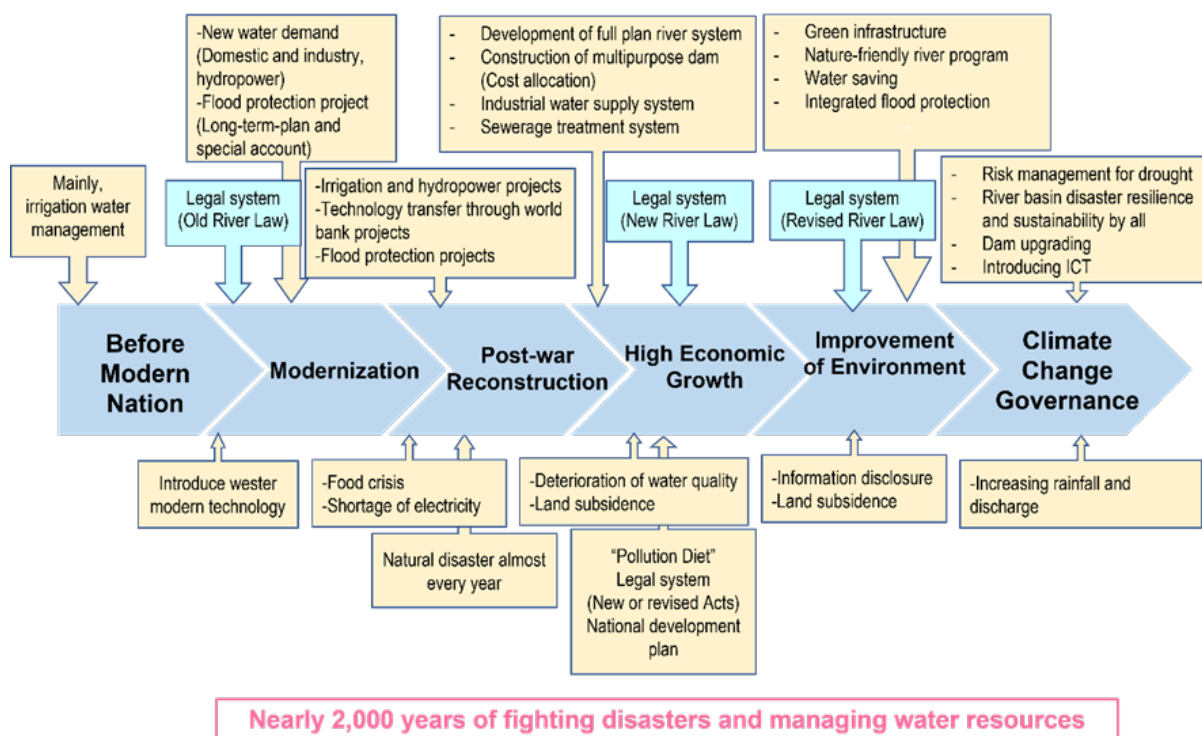 -New water demand
(Domestic and industry,
hydropower)
-Flood protection project
(Long-term-plan and
special account)
- Development of full plan river system
- Construction of multipurpose dam
(Cost allocation)
- Industrial water supply system
- Sewerage treatment system
- Green infrastructure
- Nature-friendly river program
- Water saving
- Integrated flood protection
Mainly,
irrigation water
management
Legal system
(Old River Law)
-Irrigation and hydropower projects
-Technology transfer through world
bank projects
-Flood protection projects
Legal system
(New River Law)
Legal system
(Revised River Law)
- Risk management for drought
- River basin disaster resilience
and sustainability by all
- Dam upgrading
- Introducing ICT
Before
Modern
Nation
Modernization
Post-war
Reconstruction
High Economic
Growth
Improvement
of Environment
Climate
Change
Governance
Introduce wester
modern technology
-Food crisis
-Shortage of electricity
Natural disaster almost
every year
-Deterioration of water quality
-Land subsidence
“Pollution Diet”
Legal system
(New or revised Acts)
National development
plan
-Information disclosure
-Land subsidence
-Increasing rainfall and
discharge
Nearly 2,000 years of fighting disasters and managing water resources